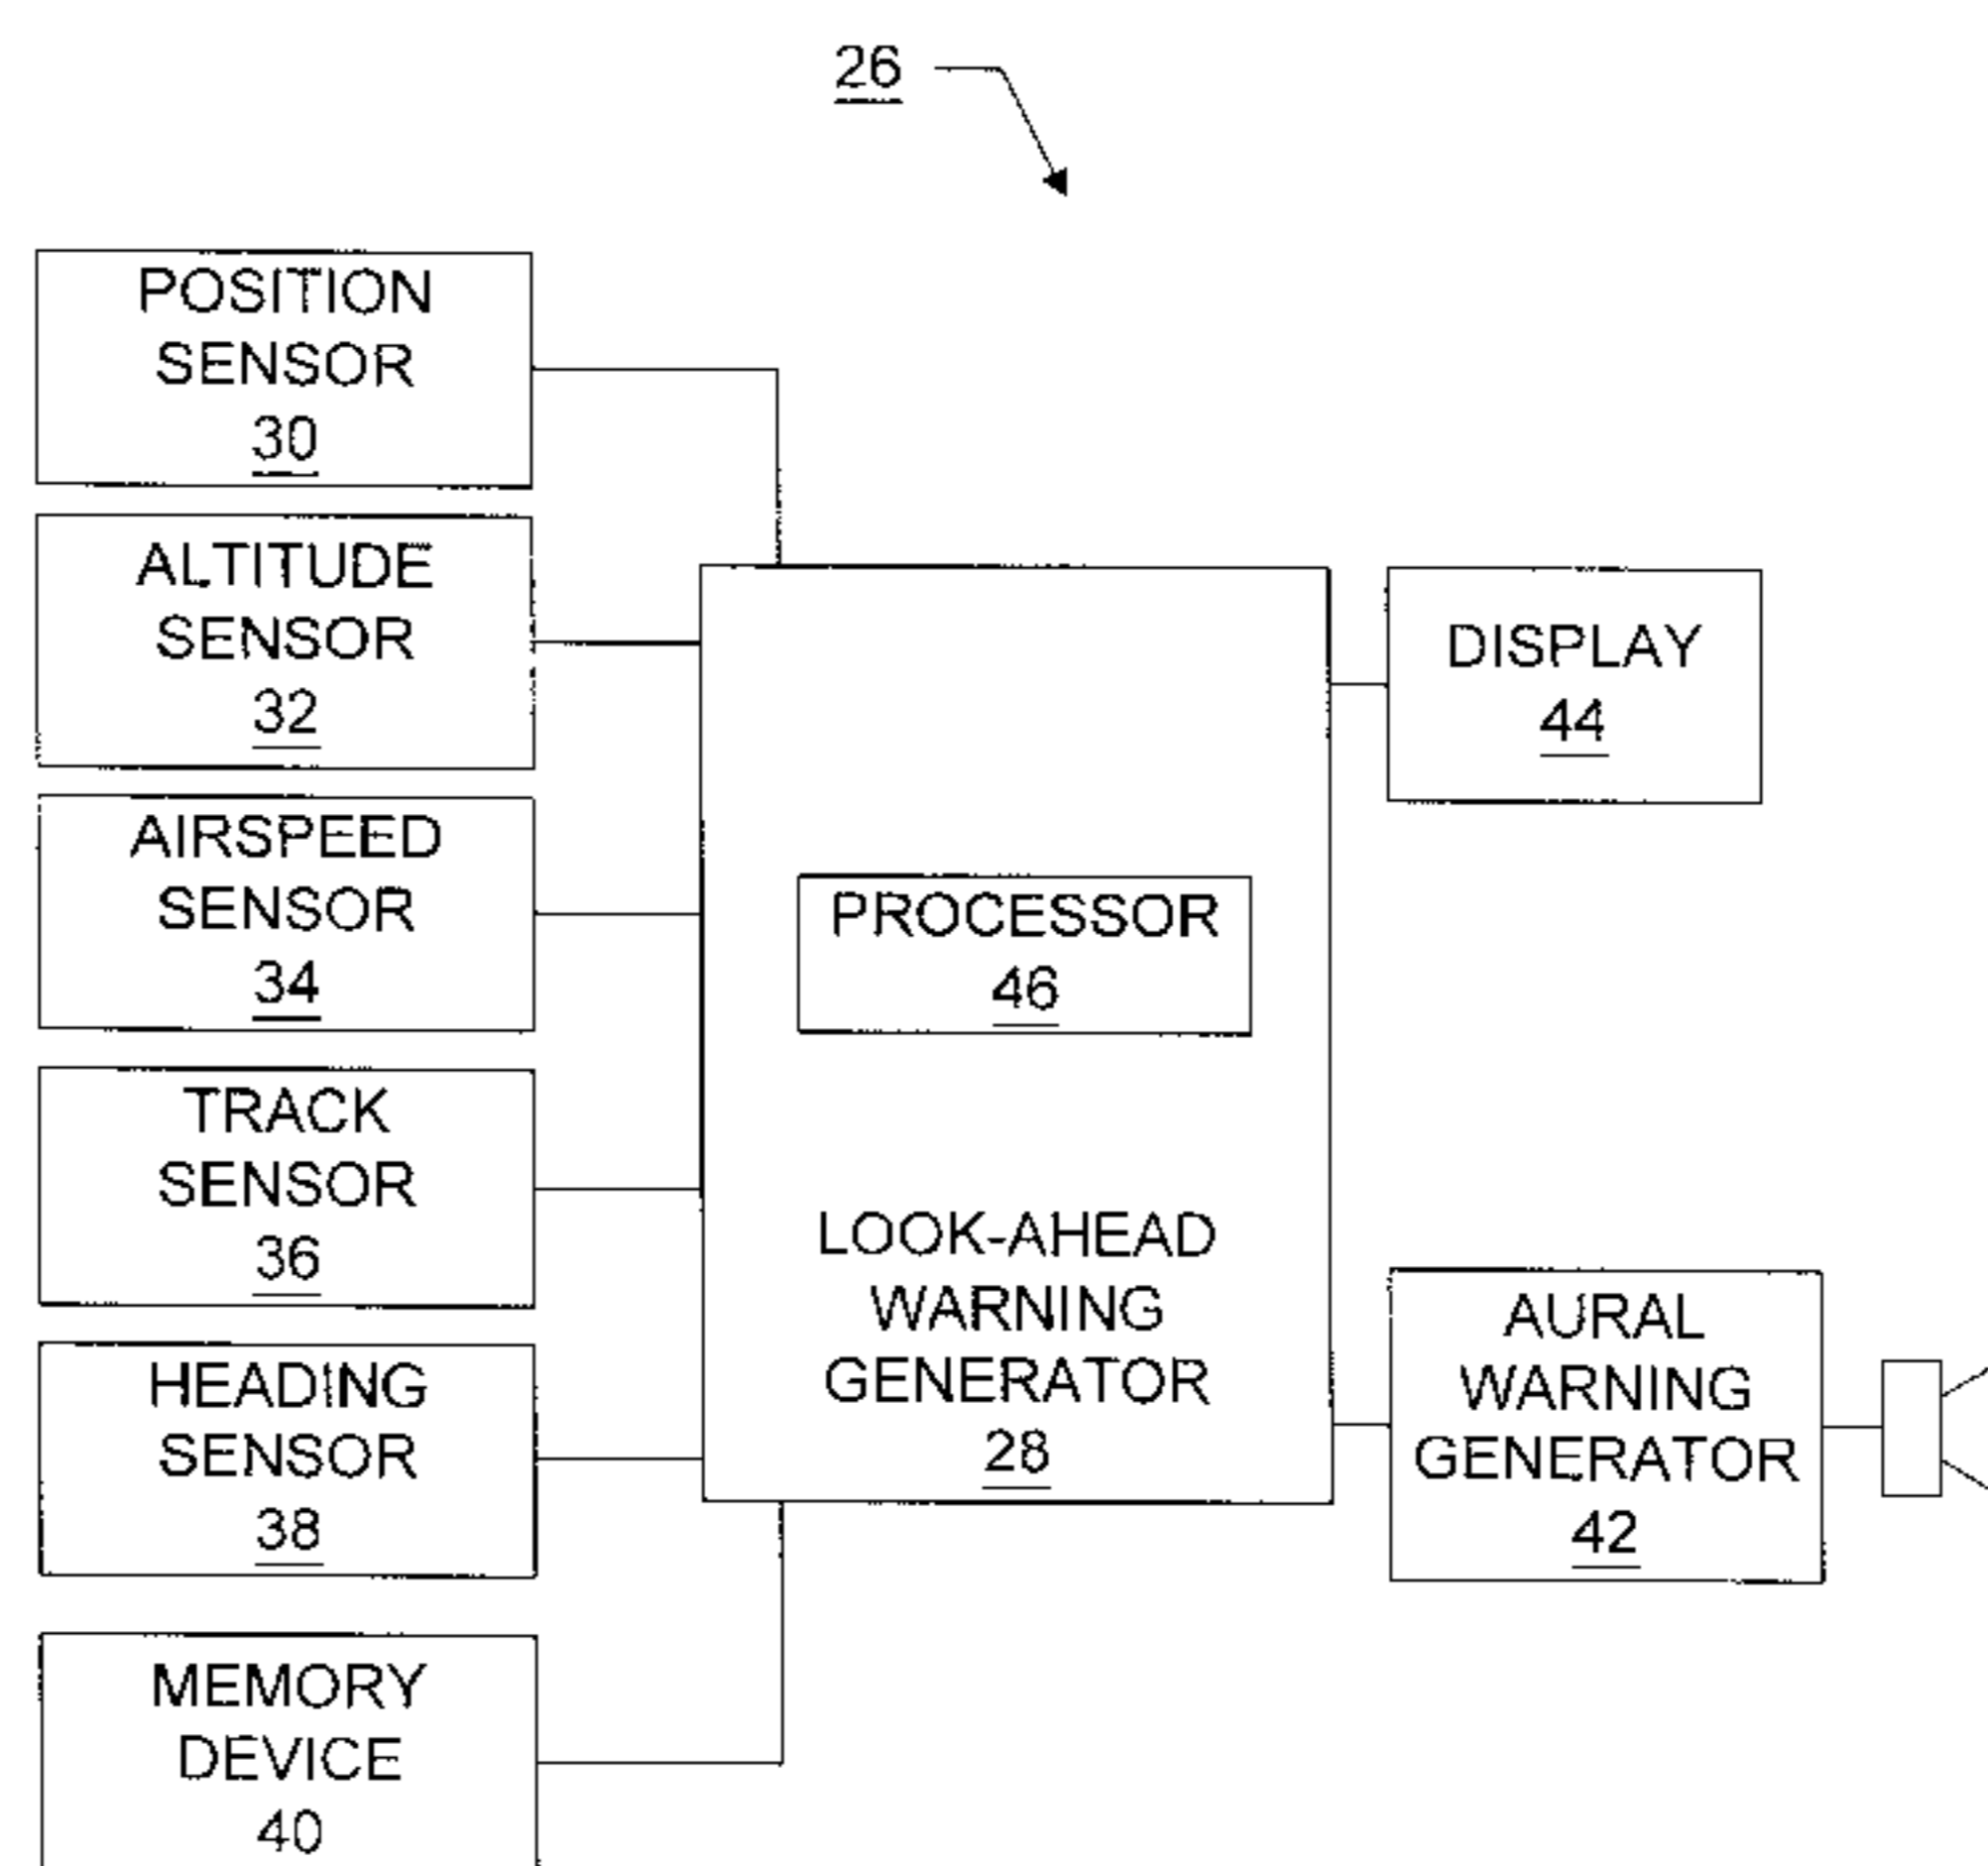 26
POSITION
SENSOR
30
ALTITUDE
SENSOR
32
AIRSPEED
SENSOR
34
TRACK
SENSOR
36
HEADING
SENSOR
38
MEMORY
DEVICE
40
PROCESSOR
46
LOOK-AHEAD
WARNING
GENERATOR
28
DISPLAY
44
AURAL
WARNING
GENERATOR
42